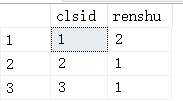 clsid renshu
1 1 2
2 2 1
3 3 1